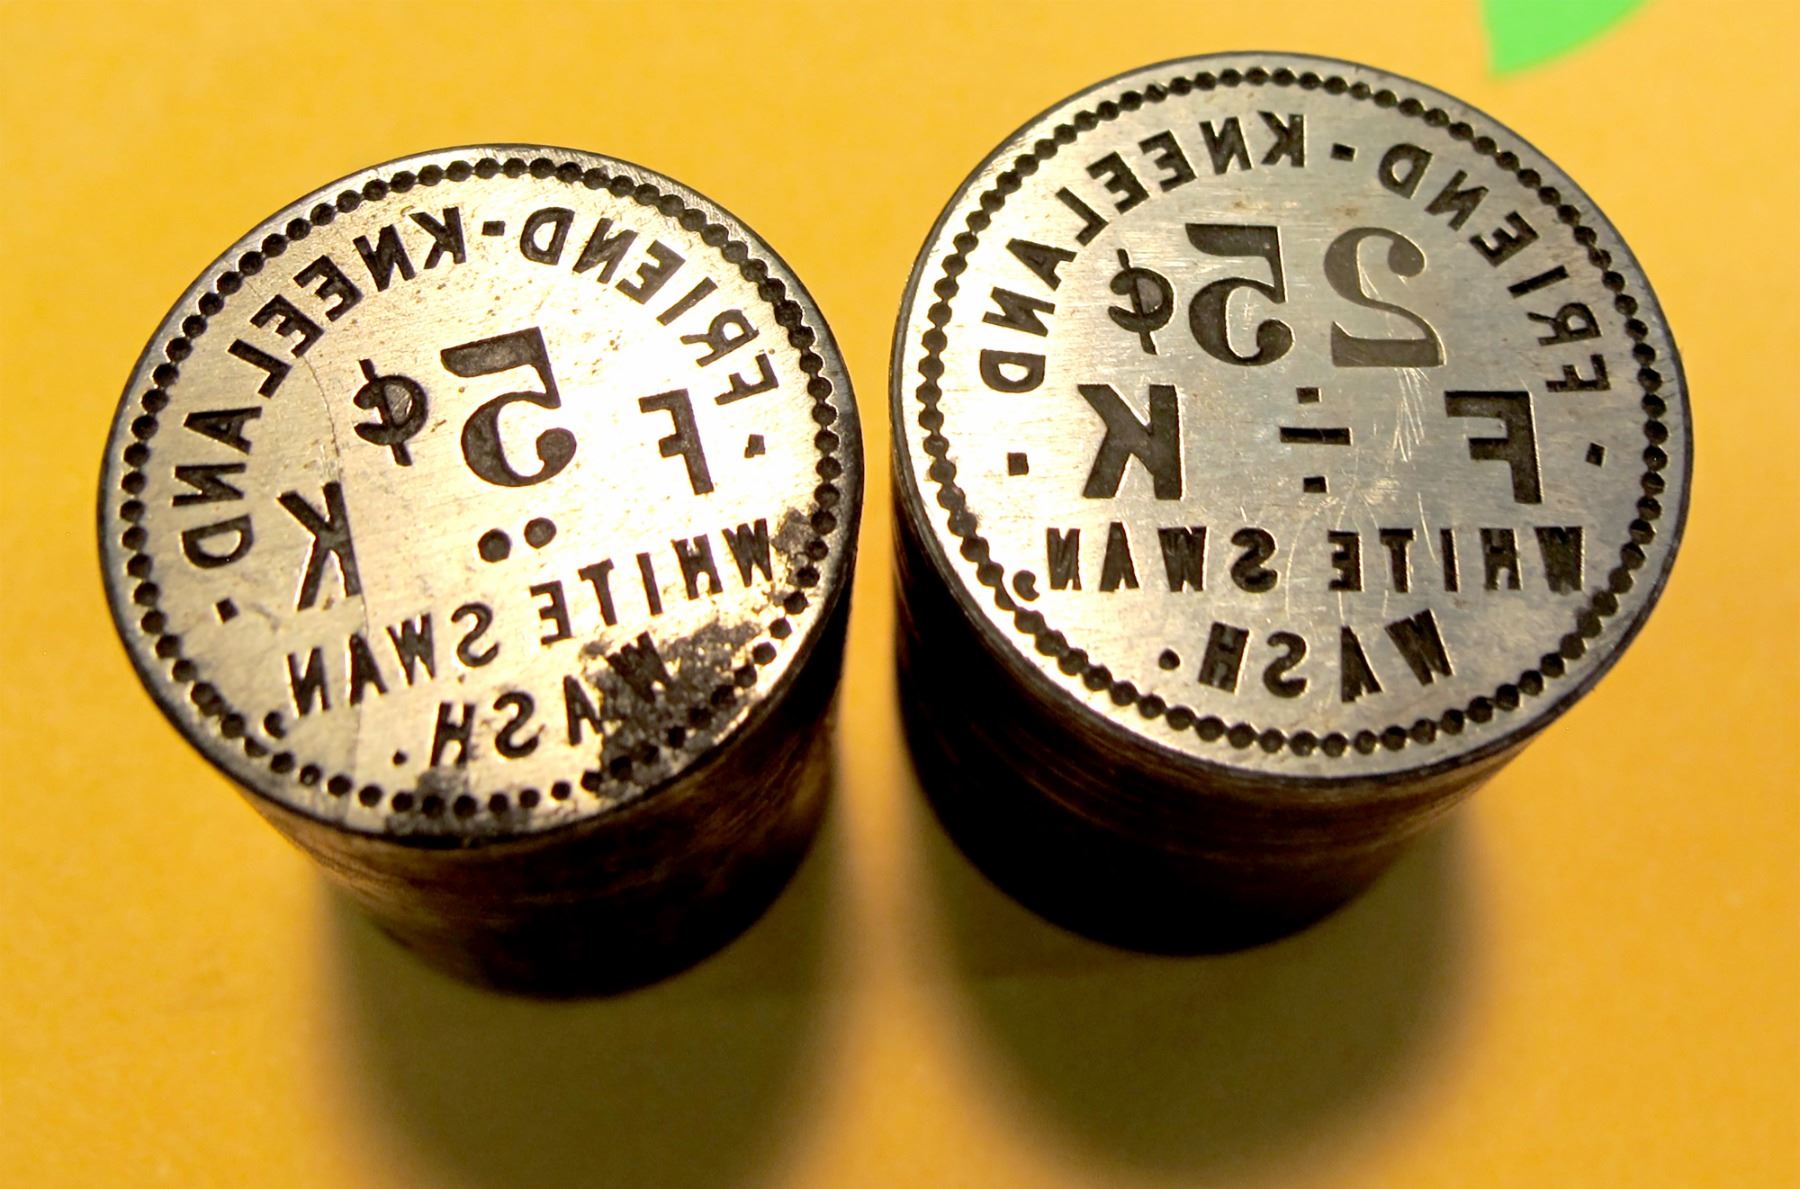 FRIEND-KNEELAND
5¢
F K
WHITE SWAN,
WASH.
FRIEND-KNEELAND
25¢
F K
WHITE SWAN,
WASH.